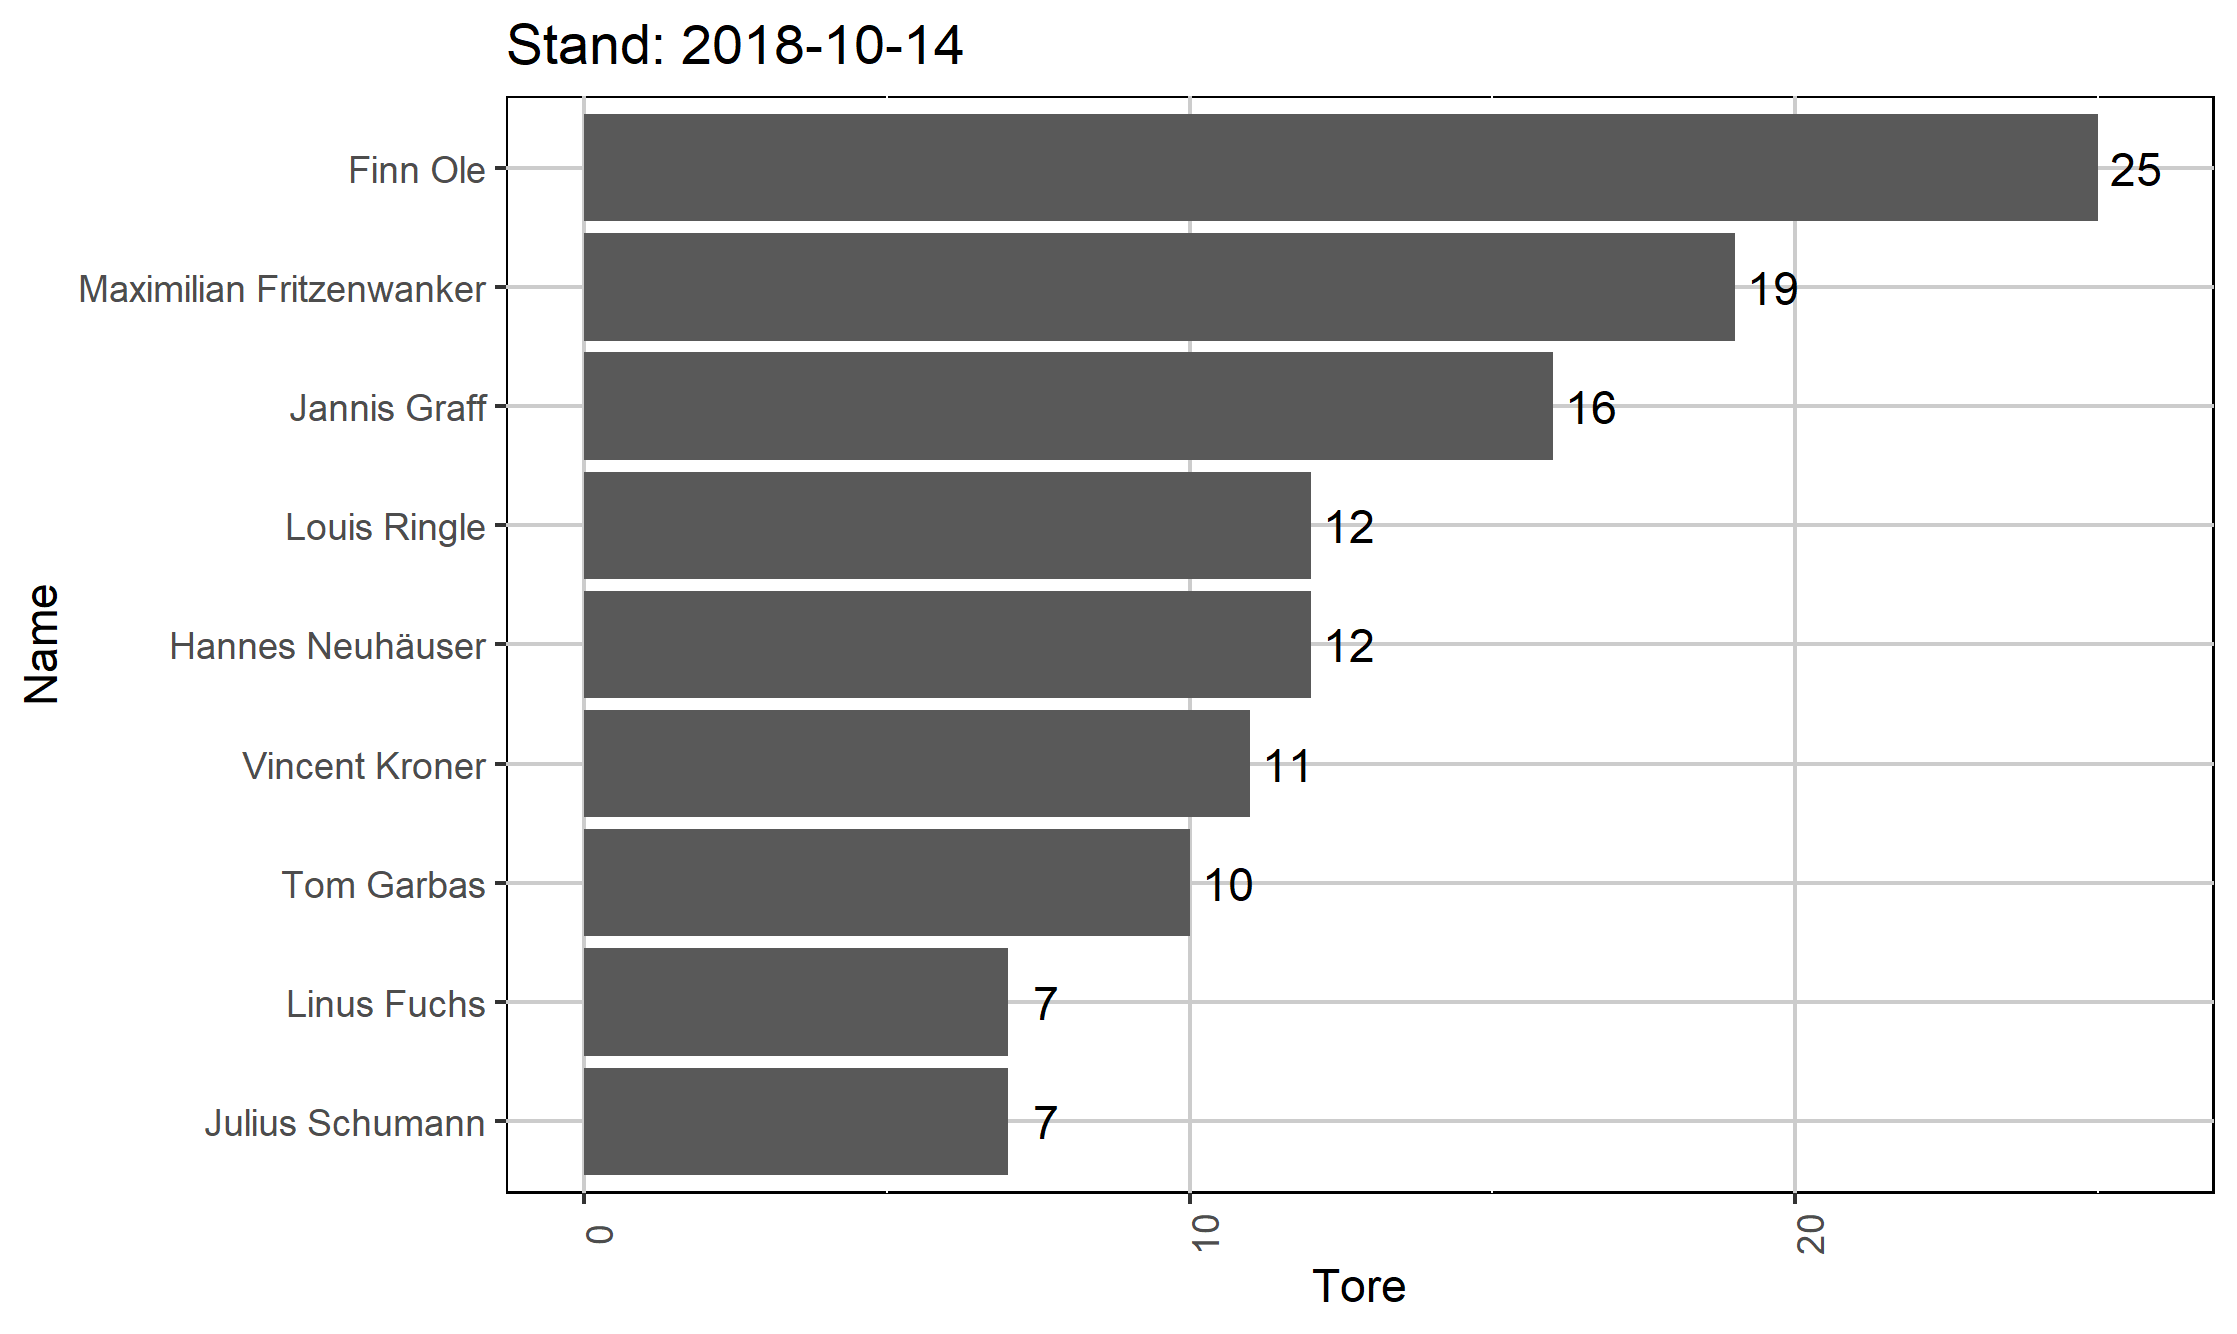 Stand: 2018-10-14
Name
Finn Ole 25
Maximilian Fritzenwanker 19
Jannis Graff 16
Louis Ringle 12
Hannes Neuhäuser 12
Vincent Kroner 11
Tom Garbas 10
Linus Fuchs 7
Julius Schumann 7
0 10 20
Tore